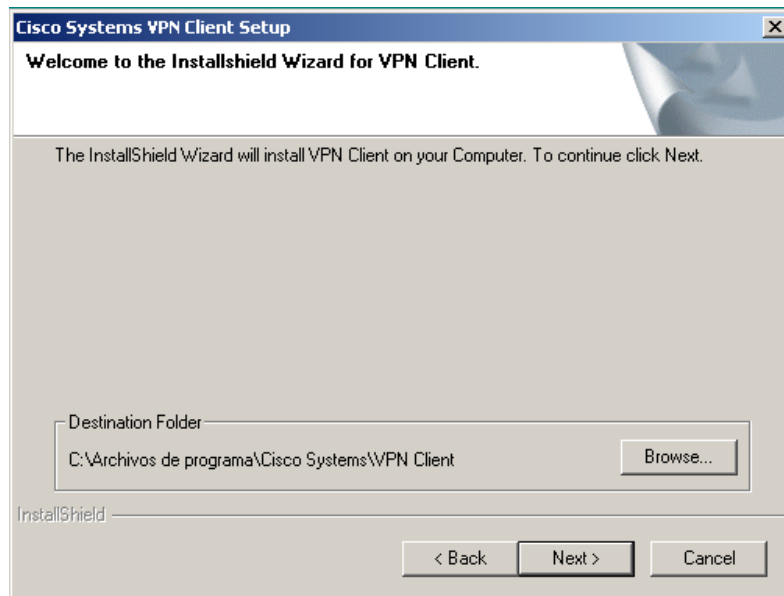 Cisco Systems VPN Client Setup
Welcome to the Installshield Wizard for VPN Client.
The InstallShield Wizard will install VPN Client on your Computer. To continue click Next.
Destination Folder
C:\Archivos de programa\Cisco Systems\VPN Client
Browse...
InstallShield
< Back
Next >
Cancel